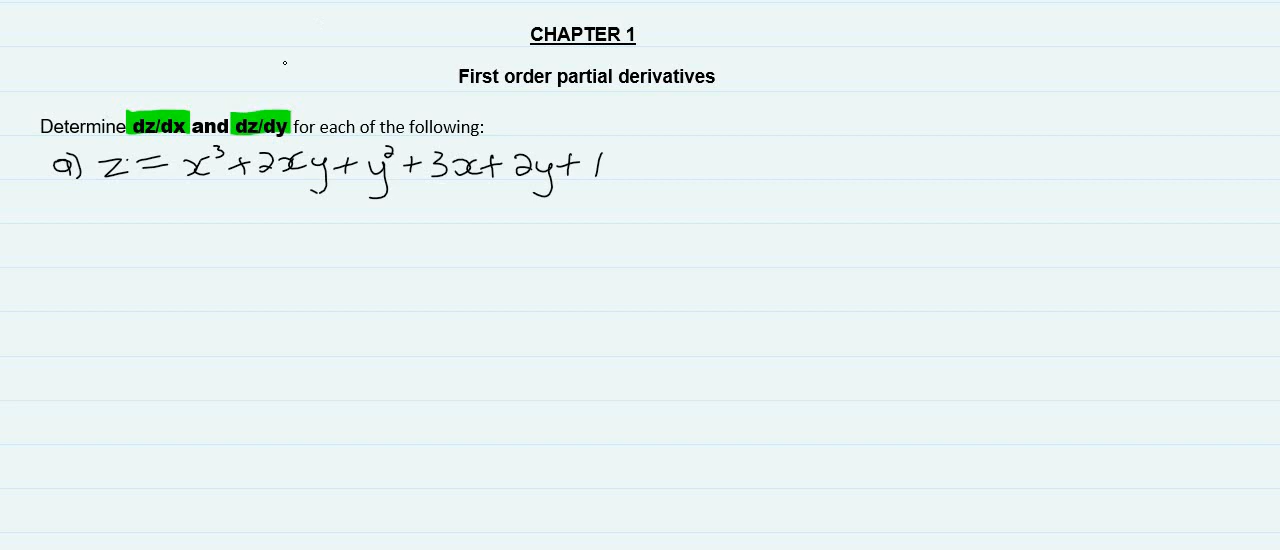 CHAPTER 1
First order partial derivatives
Determine dz/dx and dz/dy for each of the following:
a) z = x³ + 2xy + y² + 3x + 2y + 1